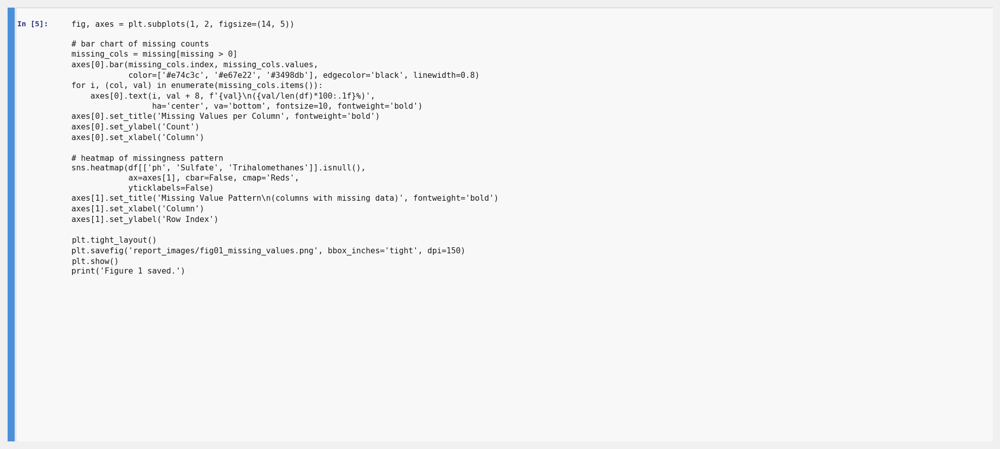 In [5]: fig, axes = plt.subplots(1, 2, figsize=(14, 5))

# bar chart of missing counts
missing_cols = missing[missing > 0]
axes[0].bar(missing_cols.index, missing_cols.values,
            color=['#e74c3c', '#e67e22', '#3498db'], edgecolor='black', linewidth=0.8)
for i, (col, val) in enumerate(missing_cols.items()):
    axes[0].text(i, val + 8, f'{val}\n({val/len(df)*100:.1f}%)',
                 ha='center', va='bottom', fontsize=10, fontweight='bold')
axes[0].set_title('Missing Values per Column', fontweight='bold')
axes[0].set_ylabel('Count')
axes[0].set_xlabel('Column')

# heatmap of missingness pattern
sns.heatmap(df[['ph', 'Sulfate', 'Trihalomethanes']].isnull(),
            ax=axes[1], cbar=False, cmap='Reds',
            yticklabels=False)
axes[1].set_title('Missing Value Pattern\n(columns with missing data)', fontweight='bold')
axes[1].set_xlabel('Column')
axes[1].set_ylabel('Row Index')

plt.tight_layout()
plt.savefig('report_images/fig01_missing_values.png', bbox_inches='tight', dpi=150)
plt.show()
print('Figure 1 saved.')